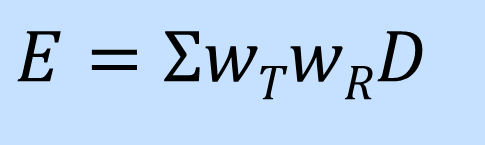 E = Σw_T w_R D